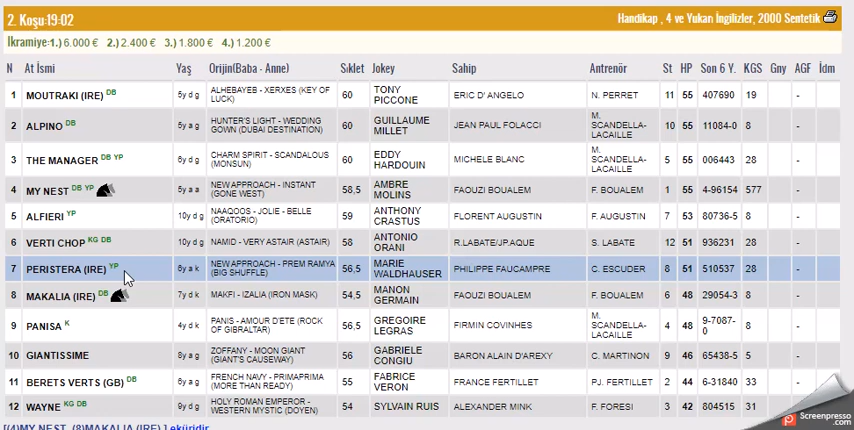 2. Koşu:19:02 Handikap , 4 ve Yukarı İngilizler, 2000 Sentetik
İkramiye:1.) 6.000 € 2.) 2.400 € 3.) 1.800 € 4.) 1.200 €
N At İsmi Yaş Orijin(Baba - Anne) Sıklet Jokey Sahip Antrenör St HP Son 6 Y. KGS Gny AGF İdm
1 MOUTRAKI (IRE) DB 5y d g ALHEBAYEB - XERXES (KEY OF LUCK) 60 TONY PICCONE ERIC D' ANGELO N. PERRET 11 55 407690 19 -
2 ALPINO DB 5y a g HUNTER'S LIGHT - WEDDING GOWN (DUBAI DESTINATION) 60 GUILLAUME MILLET JEAN PAUL FOLACCI M. SCANDELLA-LACAILLE 10 55 11084-0 8 -
3 THE MANAGER DB YP 6y d g CHARM SPIRIT - SCANDALOUS (MONSUN) 60 EDDY HARDOUIN MICHELE BLANC M. SCANDELLA-LACAILLE 5 55 006443 28 -
4 MY NEST DB YP 5y a a NEW APPROACH - INSTANT (GONE WEST) 58,5 AMBRE MOLINS FAOUZI BOUALEM F. BOUALEM 1 55 4-96154 577 -
5 ALFIERI YP 10y d g NAAQOOS - JOLIE - BELLE (ORATORIO) 59 ANTHONY CRASTUS FLORENT AUGUSTIN F. AUGUSTIN 7 53 80736-5 8 -
6 VERTI CHOP KG DB 10y d g NAMID - VERY ASTAIR (ASTAIR) 58 ANTONIO ORANI R.LABATE/JP.AQUE S. LABATE 12 51 936231 28 -
7 PERISTERA (IRE) YP 6y a k NEW APPROACH - PREM RAMYA (BIG SHUFFLE) 56,5 MARIE WALDHAUSER PHILIPPE FAUCAMPRE C. ESCUDER 8 51 510537 28 -
8 MAKALIA (IRE) DB 7y d k MAKFI - IZALIA (IRON MASK) 54,5 MANON GERMAIN FAOUZI BOUALEM F. BOUALEM 6 48 29054-3 8 -
9 PANISA K 4y d k PANIS - AMOUR D'ETE (ROCK OF GIBRALTAR) 56,5 GREGOIRE LEGRAS FIRMIN COVINHES M. SCANDELLA-LACAILLE 4 48 9-7087-0 8 -
10 GIANTISSIME 8y a g ZOFFANY - MOON GIANT (GIANT'S CAUSEWAY) 56 GABRIELE CONGIU BARON ALAIN D'AREXY C. MARTINON 9 46 65438-5 5 -
11 BERETS VERTS (GB) DB 6y a g FRENCH NAVY - PRIMAPRIMA (MORE THAN READY) 55 FABRICE VERON FRANCE FERTILLET PJ. FERTILLET 2 44 6-31840 33 -
12 WAYNE KG DB 9y d g HOLY ROMAN EMPEROR - WESTERN MYSTIC (DOYEN) 54 SYLVAIN RUIS ALEXANDER MINK F. FORESI 3 42 804515 31 -
[(4)MY NEST, (8)MAKALIA (IRE) ] eküridir
Screenpresso
Screenpresso.com